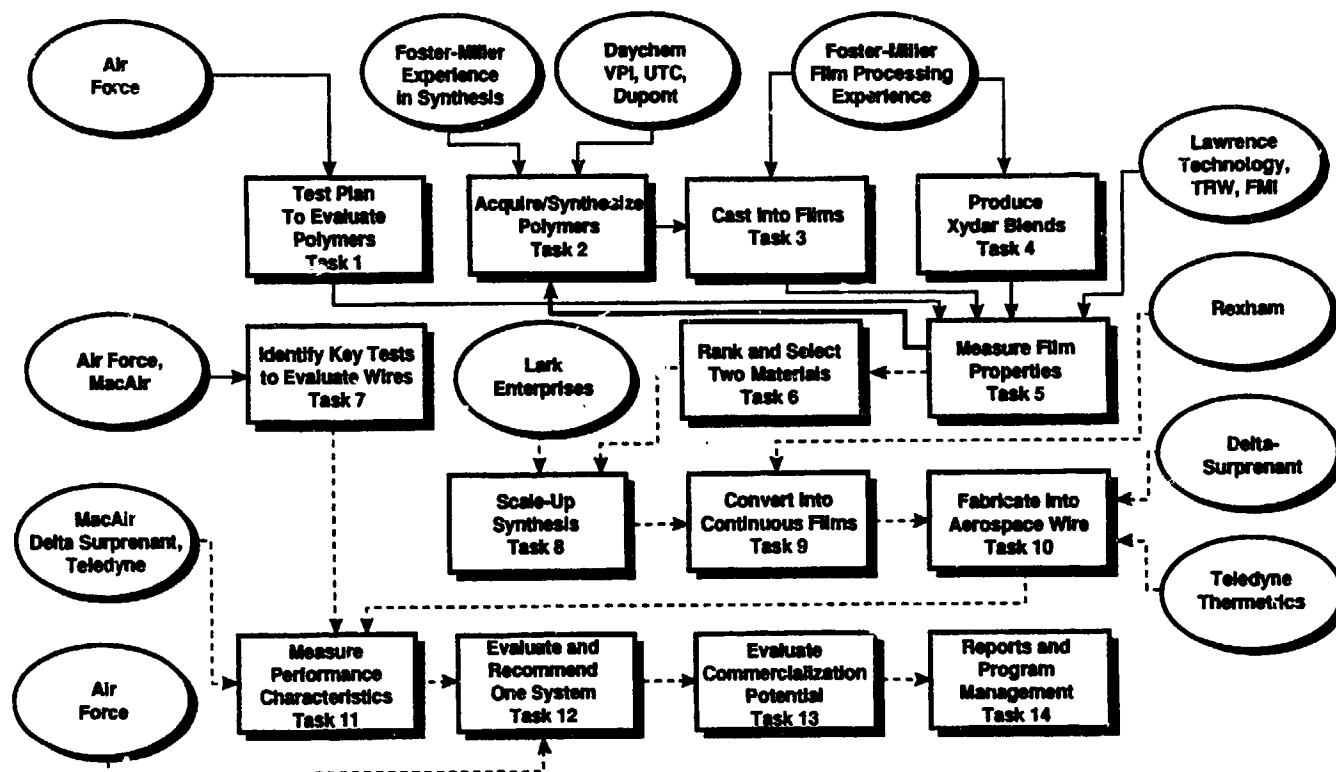 Air
Force
Foster-Miller
Experience
in Synthesis
Daychem
VPI, UTC,
Dupont
Foster-Miller
Film Processing
Experience
Lawrence
Technology,
TRW, FMI
Test Plan
To Evaluate
Polymers
Task 1
Acquire/Synthesize
Polymers
Task 2
Cast Into Films
Task 3
Produce
Xydar Blends
Task 4
Rexham
Air Force,
MacAir
Identify Key Tests
to Evaluate Wires
Task 7
Lark
Enterprises
Rank and Select
Two Materials
Task 6
Measure Film
Properties
Task 5
Delta-
Surprenant
MacAir
Delta Surprenant,
Teledyne
Scale-Up
Synthesis
Task 8
Convert Into
Continuous Films
Task 9
Fabricate Into
Aerospace Wire
Task 10
Teledyne
Thermetrics
Air
Force
Measure
Performance
Characteristics
Task 11
Evaluate and
Recommend
One System
Task 12
Evaluate
Commercialization
Potential
Task 13
Reports and
Program
Management
Task 14